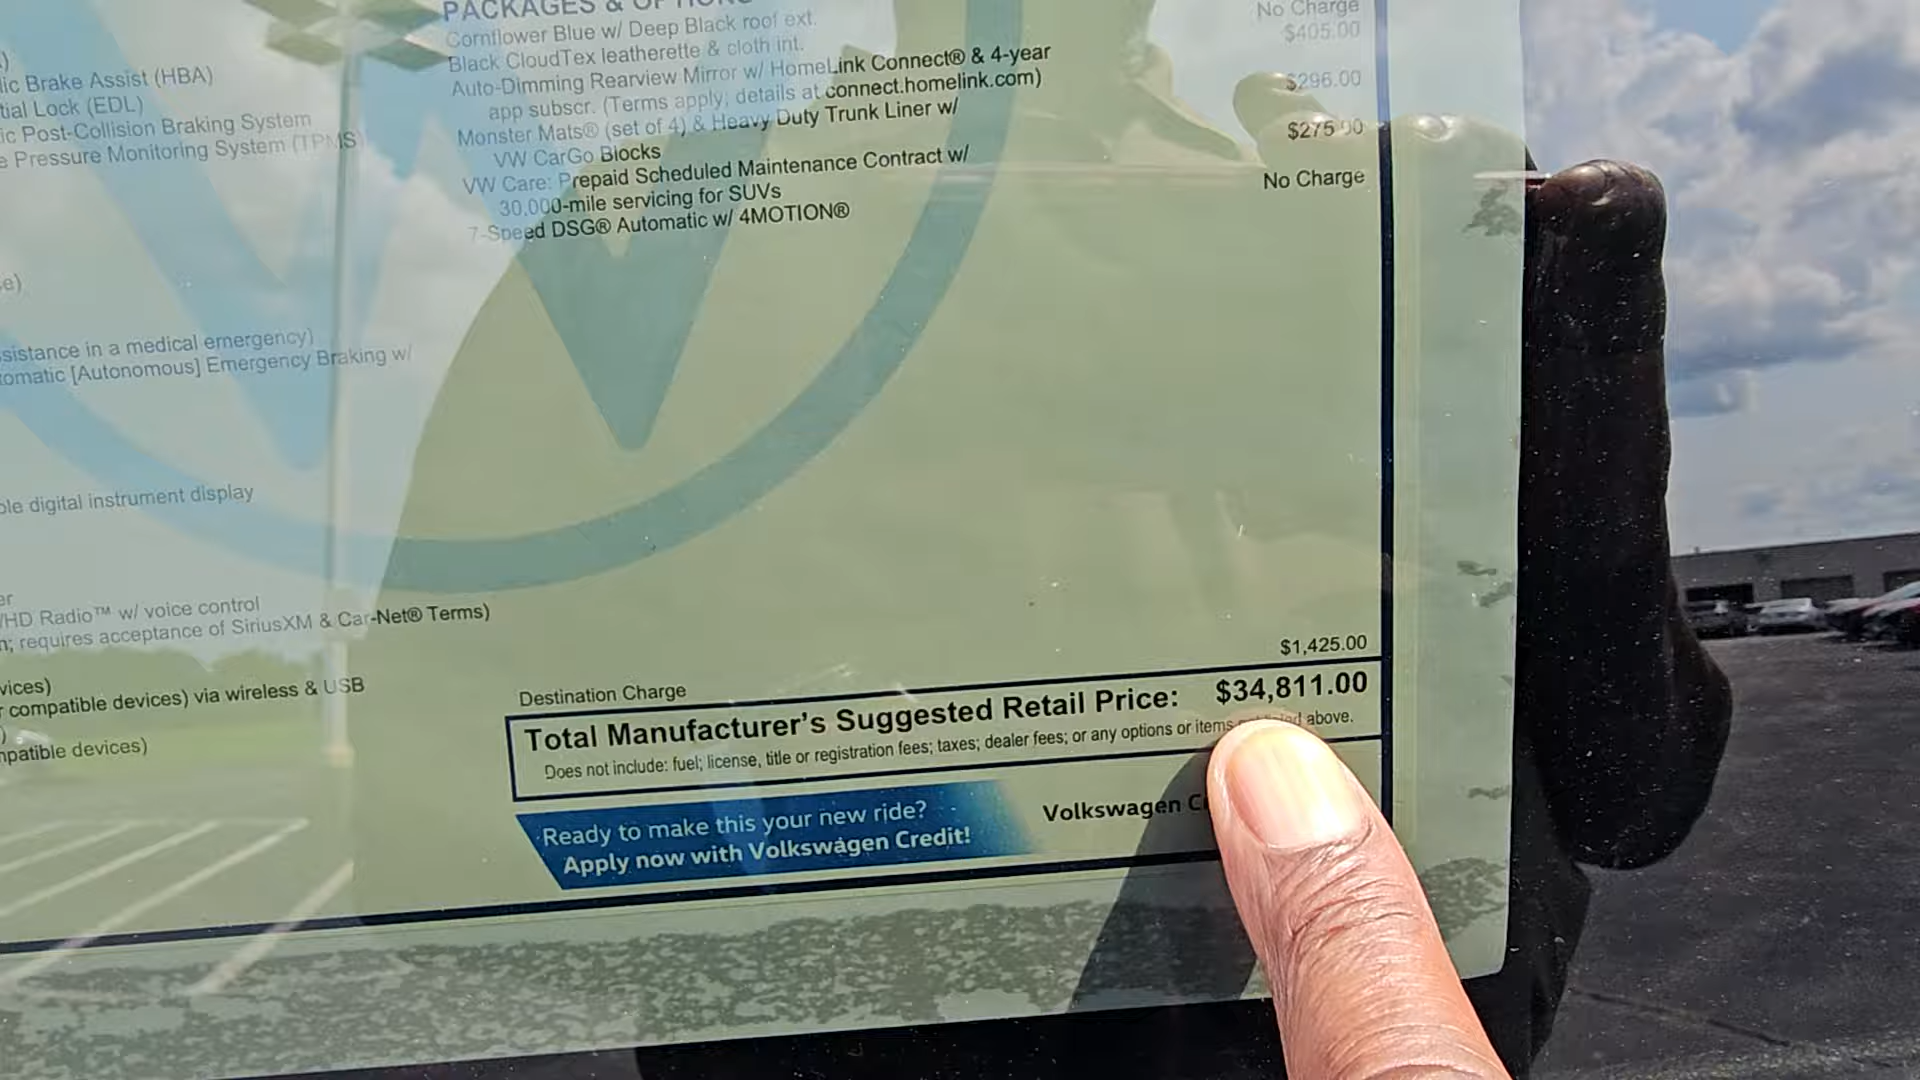 PACKAGES & OPTIONS
Cornflower Blue w/ Deep Black roof ext.
No Charge
Black CloudTex leatherette & cloth int.
$405.00
Auto-Dimming Rearview Mirror w/ HomeLink Connect® & 4-year
app subscr. (Terms apply; details at connect.homelink.com)
$296.00
Monster Mats® (set of 4) & Heavy Duty Trunk Liner w/
VW CarGo Blocks
$275.00
VW Care: Prepaid Scheduled Maintenance Contract w/
30,000-mile servicing for SUVs
No Charge
7-Speed DSG® Automatic w/ 4MOTION®
lic Brake Assist (HBA)
tial Lock (EDL)
ic Post-Collision Braking System
e Pressure Monitoring System (TPMS)
e)
sistance in a medical emergency)
tomatic [Autonomous] Emergency Braking w/
ble digital instrument display
er
/HD Radio™ w/ voice control
n; requires acceptance of SiriusXM & Car-Net® Terms)
vices)
r compatible devices) via wireless & USB
)
mpatible devices)
Destination Charge $1,425.00
Total Manufacturer's Suggested Retail Price: $34,811.00
Does not include: fuel; license, title or registration fees; taxes; dealer fees; or any options or items above.
Ready to make this your new ride?
Apply now with Volkswagen Credit!
Volkswagen